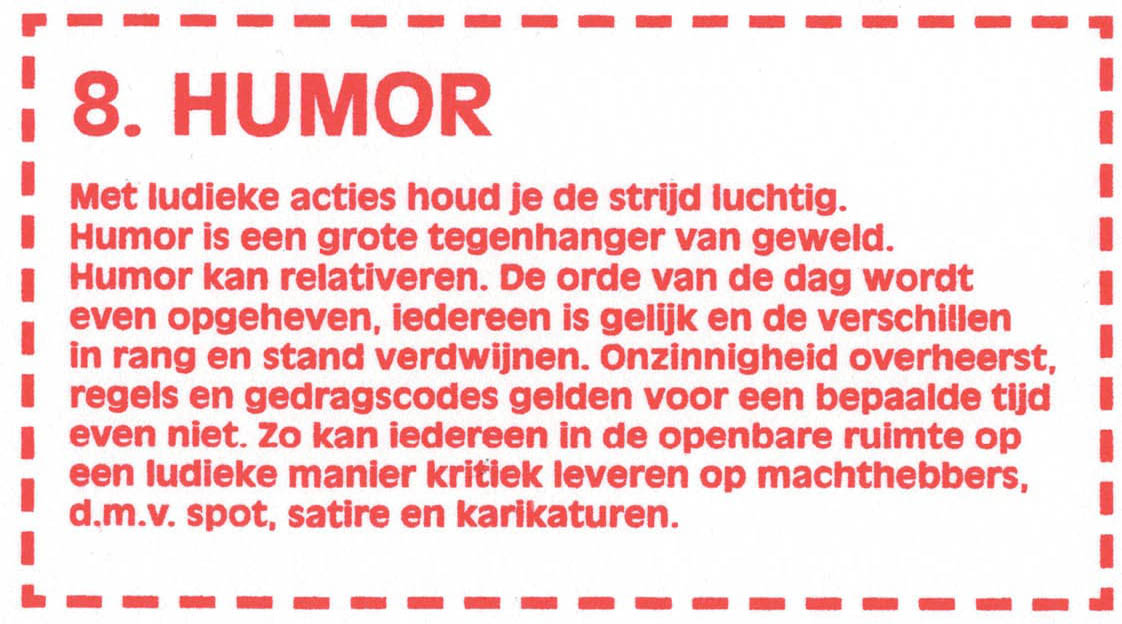 8. HUMOR
Met ludieke acties houd je de strijd luchtig.
Humor is een grote tegenhanger van geweld.
Humor kan relativeren. De orde van de dag wordt
even opgeheven, iedereen is gelijk en de verschillen
in rang en stand verdwijnen. Onzinnigheid overheerst,
regels en gedragscodes gelden voor een bepaalde tijd
even niet. Zo kan iedereen in de openbare ruimte op
een ludieke manier kritiek leveren op machthebbers,
d.m.v. spot, satire en karikaturen.